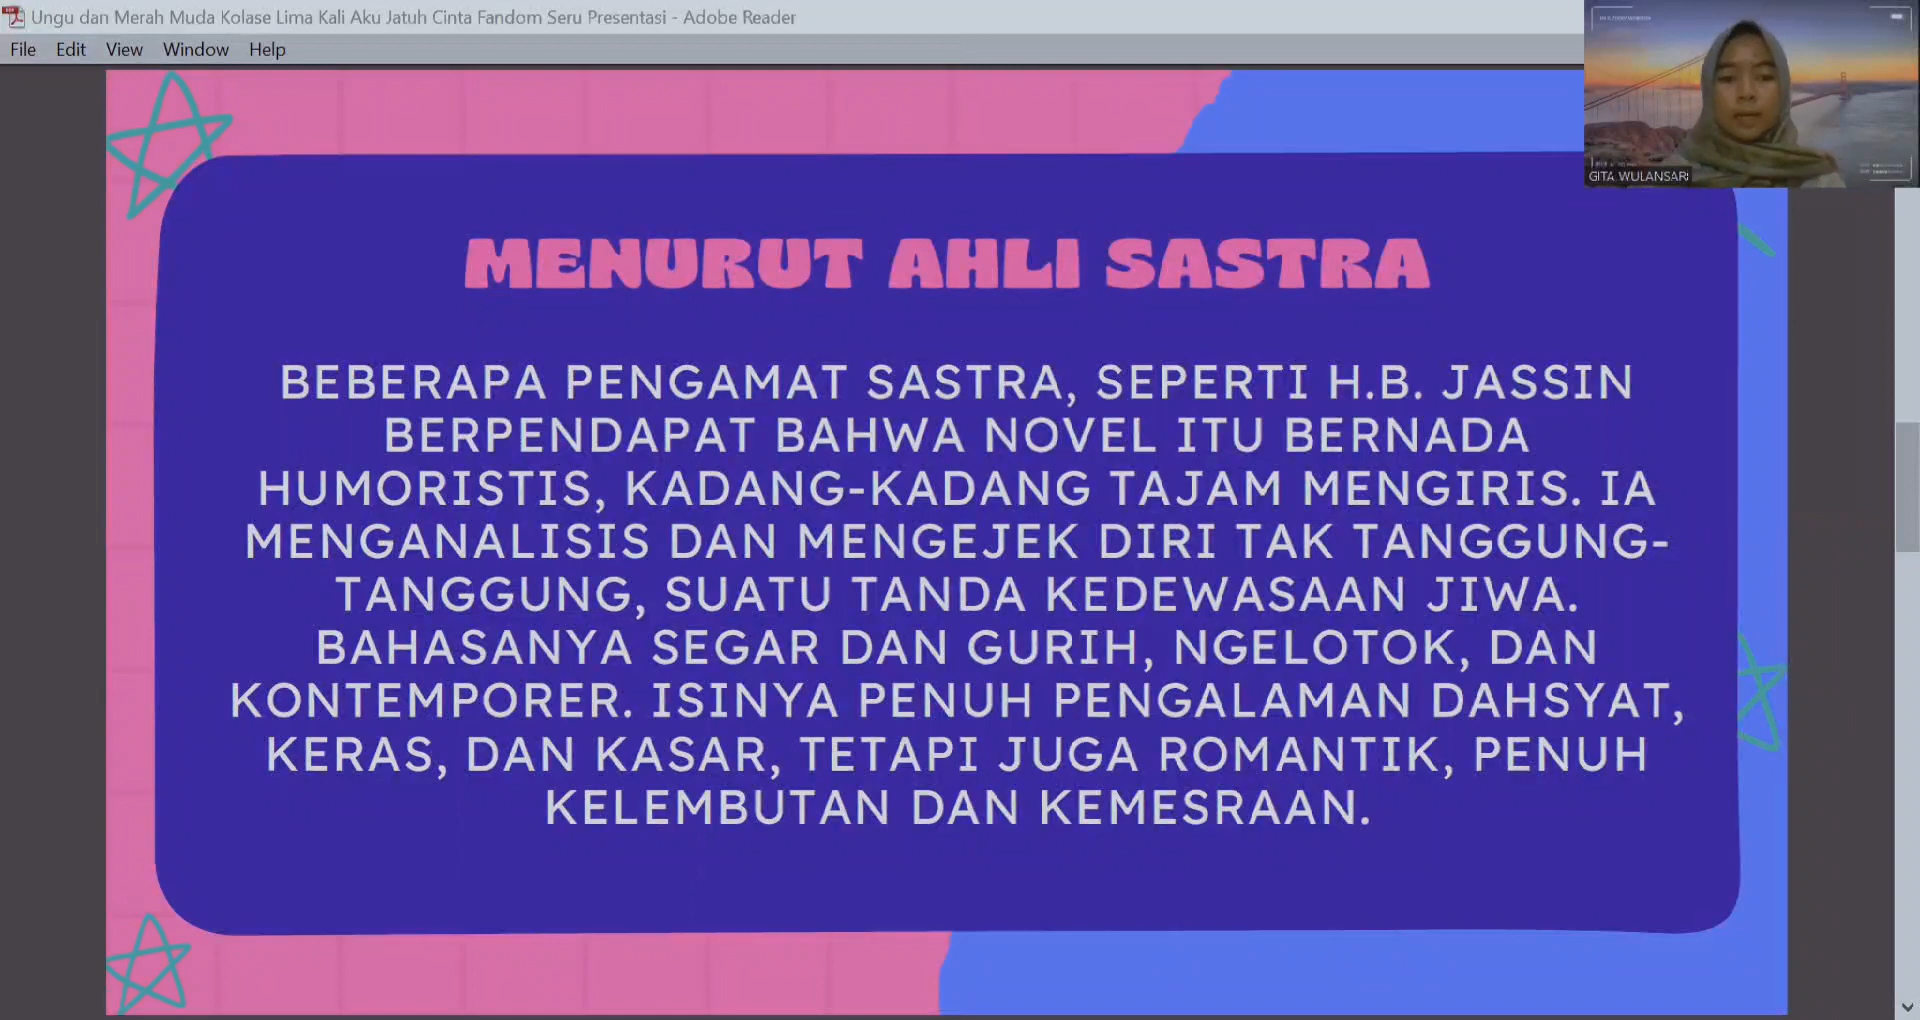 Ungu dan Merah Muda Kolase Lima Kali Aku Jatuh Cinta Fandom Seru Presentasi - Adobe Reader
File Edit View Window Help
GITA WULANSARI
MENURUT AHLI SASTRA
BEBERAPA PENGAMAT SASTRA, SEPERTI H.B. JASSIN
BERPENDAPAT BAHWA NOVEL ITU BERNADA
HUMORISTIS, KADANG-KADANG TAJAM MENGIRIS. IA
MENGANALISIS DAN MENGEJEK DIRI TAK TANGGUNG-
TANGGUNG, SUATU TANDA KEDEWASAAN JIWA.
BAHASANYA SEGAR DAN GURIH, NGELOTOK, DAN
KONTEMPORER. ISINYA PENUH PENGALAMAN DAHSYAT,
KERAS, DAN KASAR, TETAPI JUGA ROMANTIK, PENUH
KELEMBUTAN DAN KEMESRAAN.